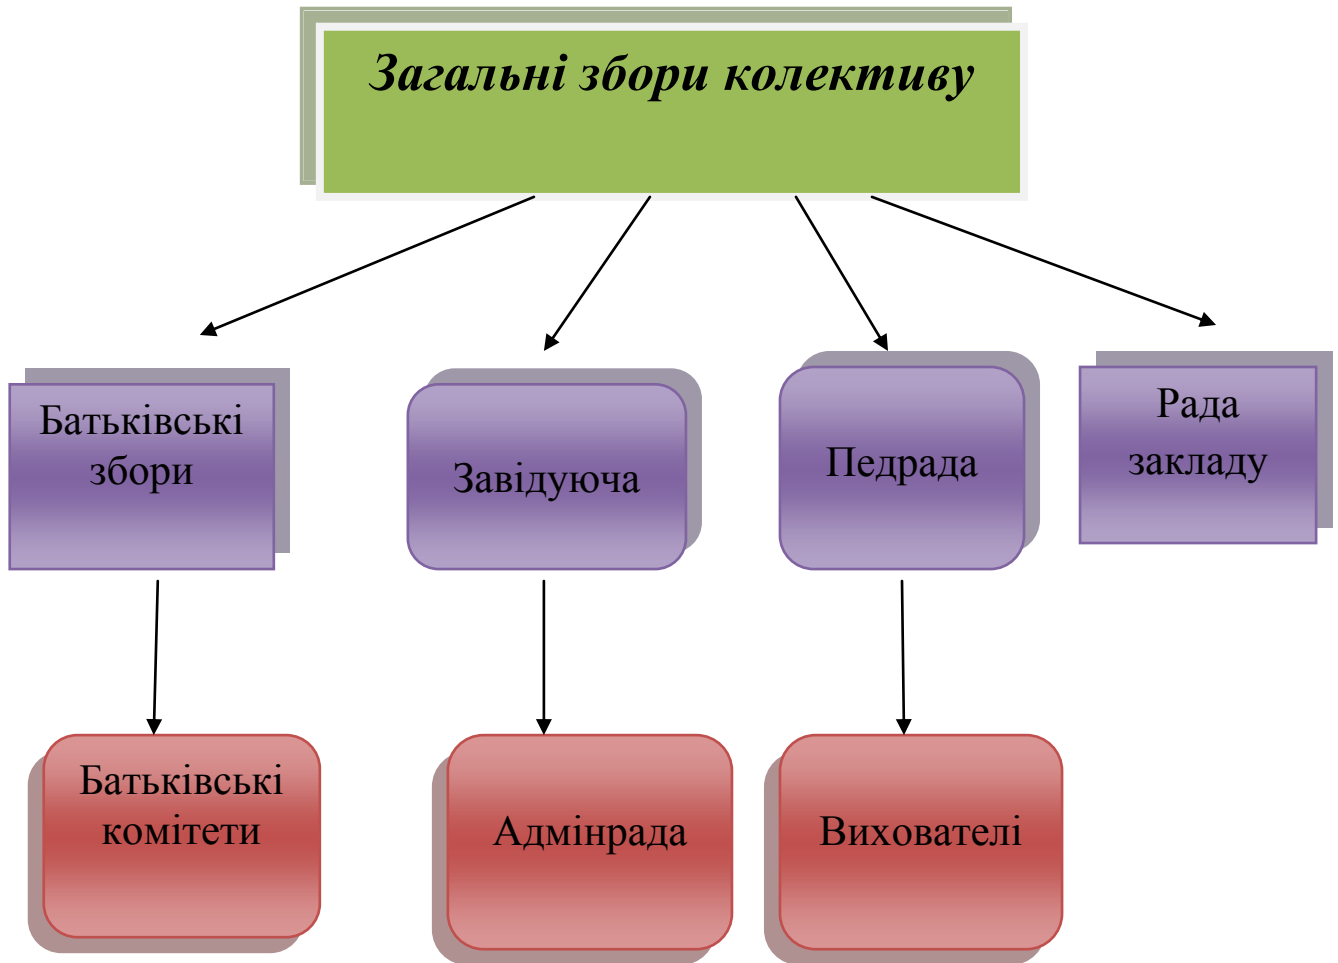 Загальні збори колективу
Батьківські
збори
Завідуюча
Педрада
Рада
закладу
Батьківські
комітети
Адмінрада
Вихователі